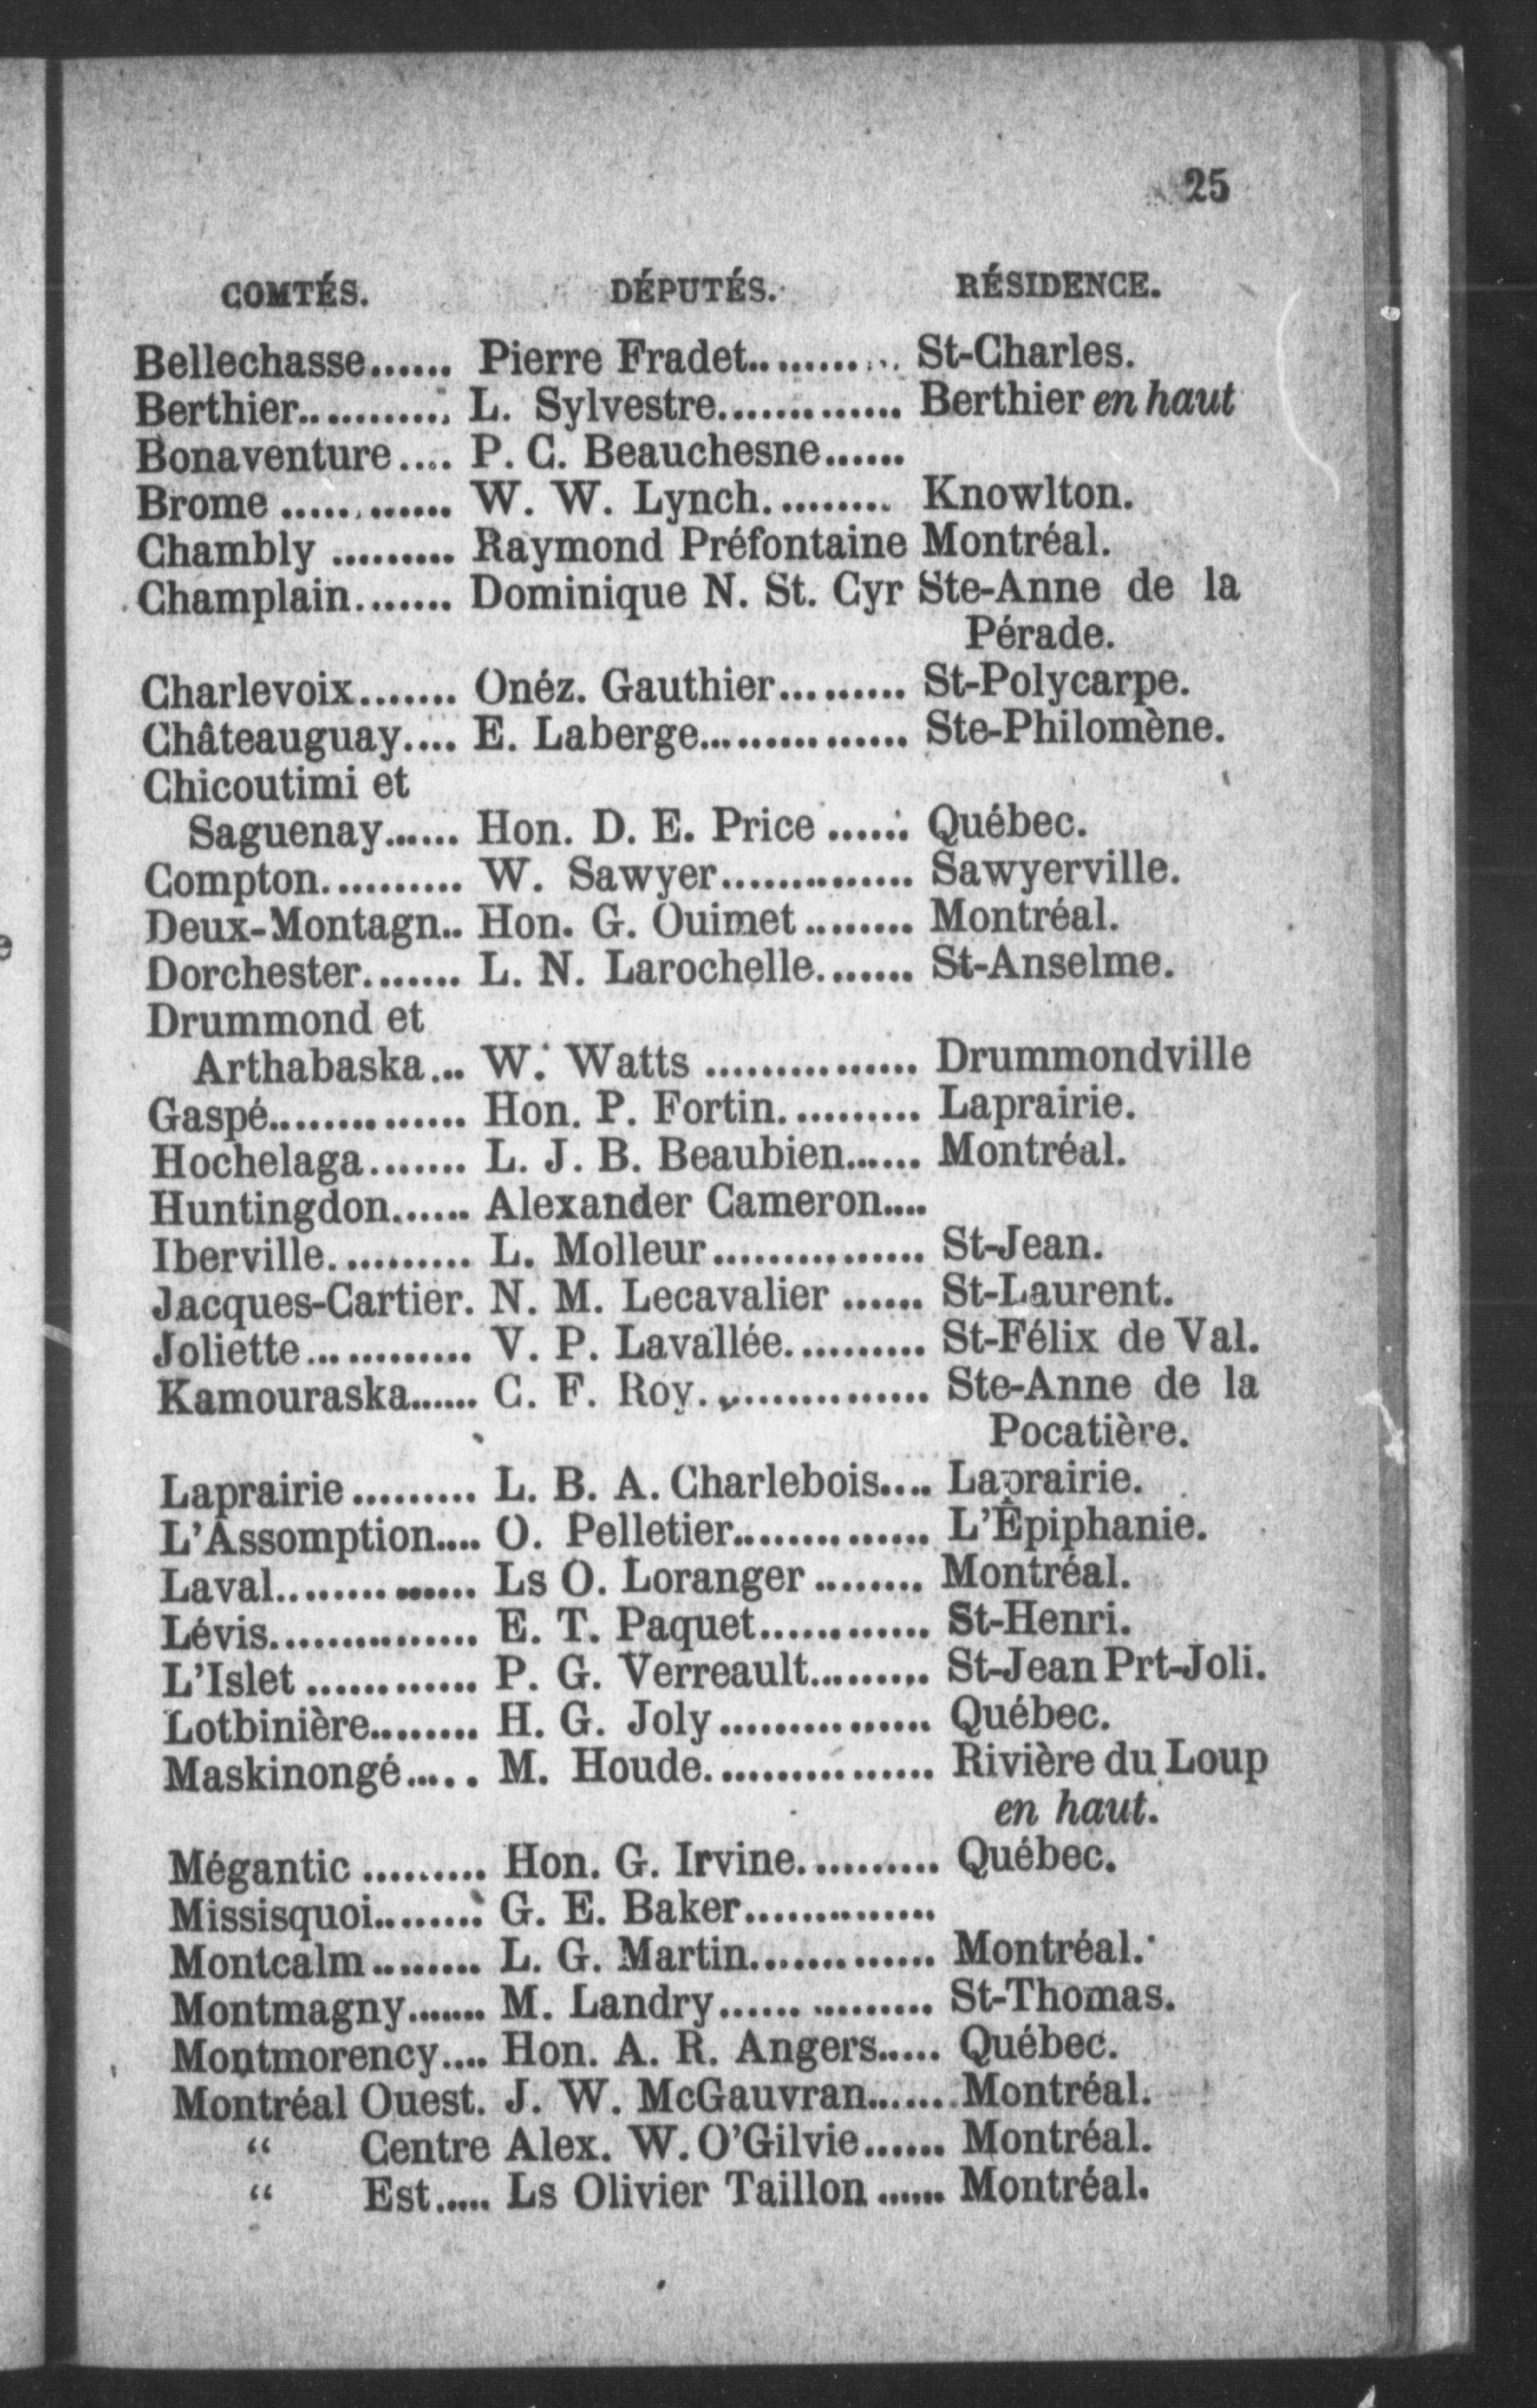 25
COMTÉS. DÉPUTÉS. RÉSIDENCE.
Bellechasse...... Pierre Fradet........... St-Charles.
Berthier............ L. Sylvestre.............. Berthier en haut
Bonaventure.... P. C. Beauchesne......
Brome ............ W. W. Lynch.......... Knowlton.
Chambly ......... Raymond Préfontaine Montréal.
Champlain....... Dominique N. St. Cyr Ste-Anne de la
Pérade.
Charlevoix....... Onéz. Gauthier......... St-Polycarpe.
Châteauguay.... E. Laberge............... Ste-Philomène.
Chicoutimi et
Saguenay...... Hon. D. E. Price ...... Québec.
Compton.......... W. Sawyer.............. Sawyerville.
Deux-Montagn.. Hon. G. Ouimet ........ Montréal.
Dorchester....... L. N. Larochelle....... St-Anselme.
Drummond et
Arthabaska... W. Watts ............... Drummondville
Gaspé.............. Hon. P. Fortin.......... Laprairie.
Hochelaga....... L. J. B. Beaubien...... Montréal.
Huntingdon...... Alexander Cameron....
Iberville.......... L. Molleur............... St-Jean.
Jacques-Cartier. N. M. Lecavalier ...... St-Laurent.
Joliette............ V. P. Lavallée.......... St-Félix de Val.
Kamouraska...... C. F. Roy................ Ste-Anne de la
Pocatière.
Laprairie......... L. B. A. Charlebois.... Laprairie.
L'Assomption.... O. Pelletier.............. L'Épiphanie.
Laval.............. Ls O. Loranger ........ Montréal.
Lévis............... E. T. Paquet............ St-Henri.
L'Islet ............ P. G. Verreault......... St-Jean Prt-Joli.
Lotbinière........ H. G. Joly............... Québec.
Maskinongé..... M. Houde................ Rivière du Loup
en haut.
Mégantic ......... Hon. G. Irvine.......... Québec.
Missisquoi........ G. E. Baker..............
Montcalm........ L. G. Martin............. Montréal.
Montmagny....... M. Landry............... St-Thomas.
Montmorency.... Hon. A. R. Angers..... Québec.
Montréal Ouest. J. W. McGauvran....... Montréal.
“ Centre Alex. W. O'Gilvie...... Montréal.
“ Est..... Ls Olivier Taillon ...... Montréal.